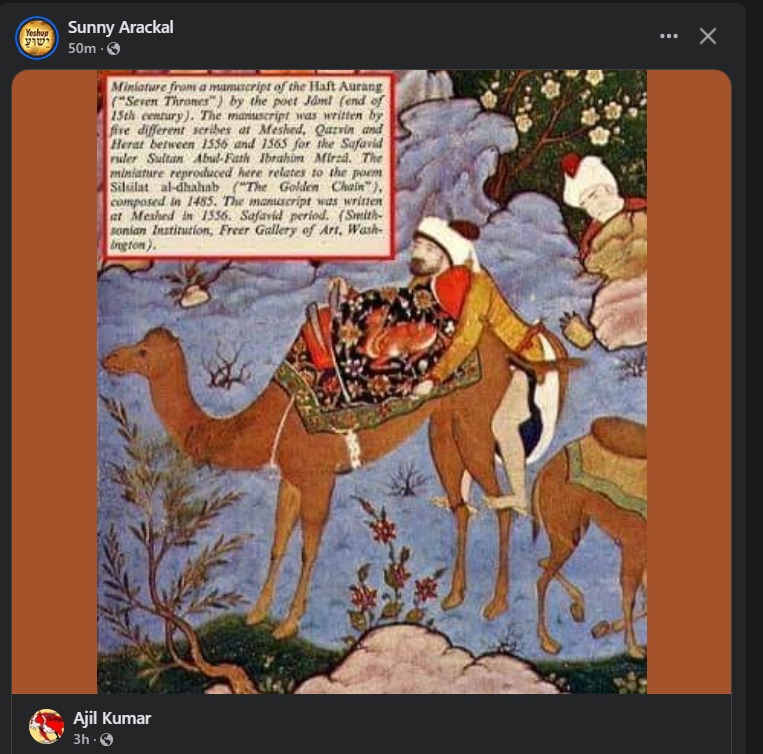 Sunny Arackal
50m ·
Yeshua
ישוע
Miniature from a manuscript of the Haft Aurang
("Seven Thrones") by the poet Jâmî (end of
15th century). The manuscript was written by
five different scribes at Meshed, Qazvin and
Herat between 1556 and 1565 for the Safavid
ruler Sultan Abul-Fath Ibrahim Mîrzâ. The
miniature reproduced here relates to the poem
Silsilat al-dhahab ("The Golden Chain"),
composed in 1485. The manuscript was written
at Meshed in 1556. Safavid period. (Smith-
sonian Institution, Freer Gallery of Art, Wash-
ington).
Ajil Kumar
3h ·